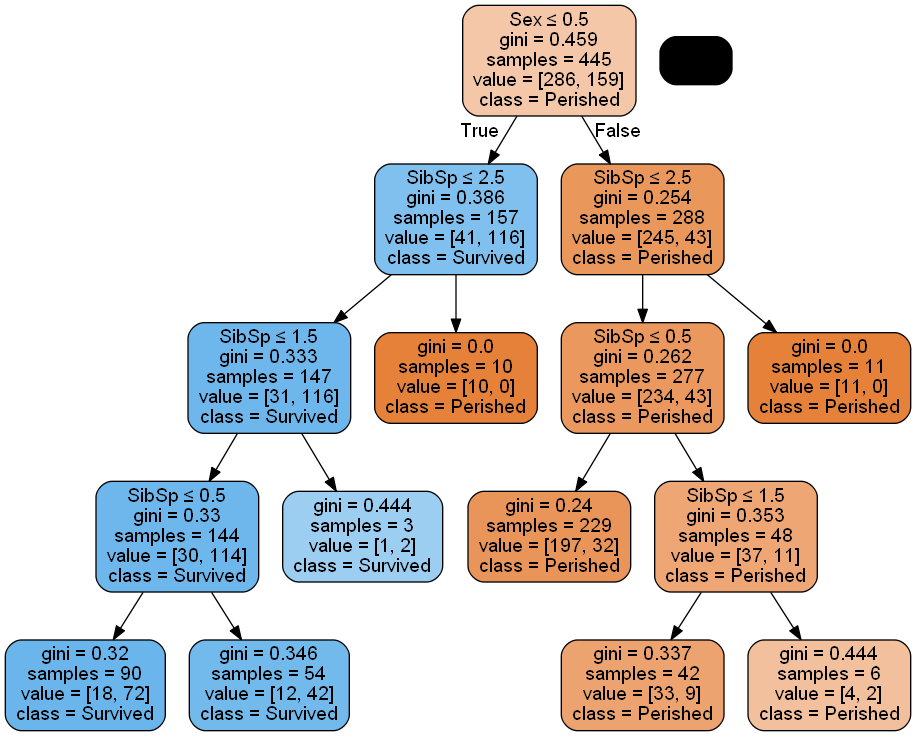 Sex ≤ 0.5
gini = 0.459
samples = 445
value = [286, 159]
class = Perished
True
False
SibSp ≤ 2.5
gini = 0.386
samples = 157
value = [41, 116]
class = Survived
SibSp ≤ 2.5
gini = 0.254
samples = 288
value = [245, 43]
class = Perished
SibSp ≤ 1.5
gini = 0.333
samples = 147
value = [31, 116]
class = Survived
gini = 0.0
samples = 10
value = [10, 0]
class = Perished
SibSp ≤ 0.5
gini = 0.262
samples = 277
value = [234, 43]
class = Perished
gini = 0.0
samples = 11
value = [11, 0]
class = Perished
SibSp ≤ 0.5
gini = 0.33
samples = 144
value = [30, 114]
class = Survived
gini = 0.444
samples = 3
value = [1, 2]
class = Survived
gini = 0.24
samples = 229
value = [197, 32]
class = Perished
SibSp ≤ 1.5
gini = 0.353
samples = 48
value = [37, 11]
class = Perished
gini = 0.32
samples = 90
value = [18, 72]
class = Survived
gini = 0.346
samples = 54
value = [12, 42]
class = Survived
gini = 0.337
samples = 42
value = [33, 9]
class = Perished
gini = 0.444
samples = 6
value = [4, 2]
class = Perished